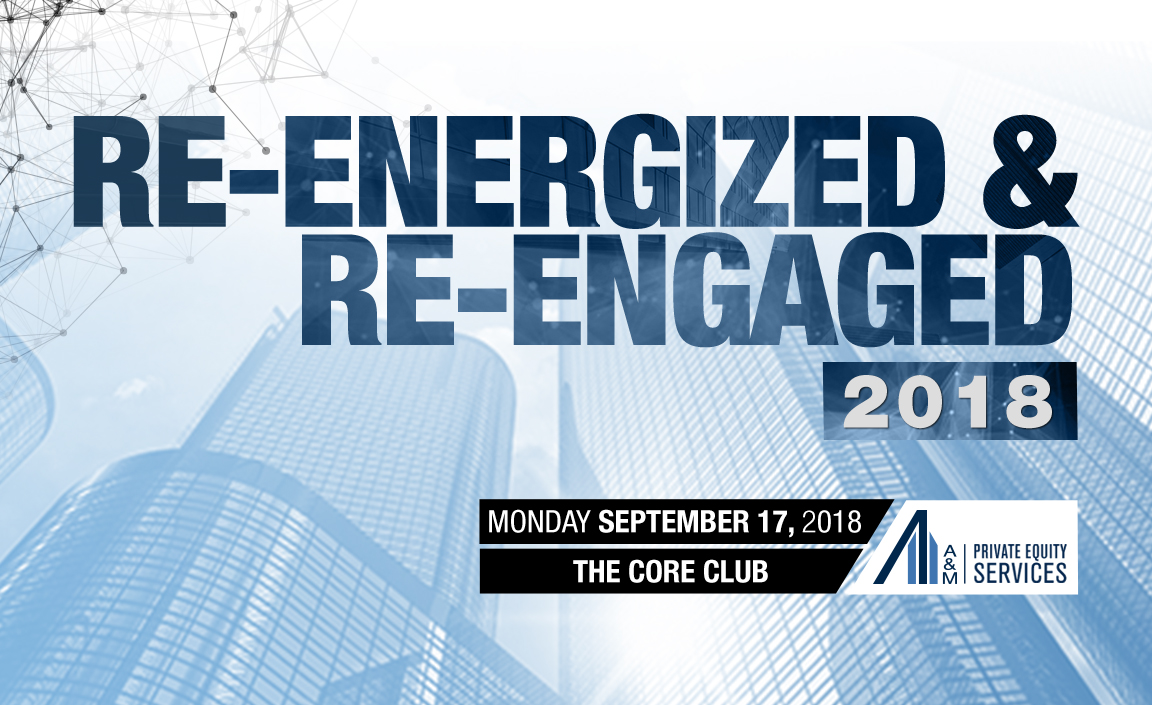 RE-ENERGIZED &
RE-ENGAGED
2018
MONDAY SEPTEMBER 17, 2018
THE CORE CLUB
A&M
PRIVATE EQUITY
SERVICES